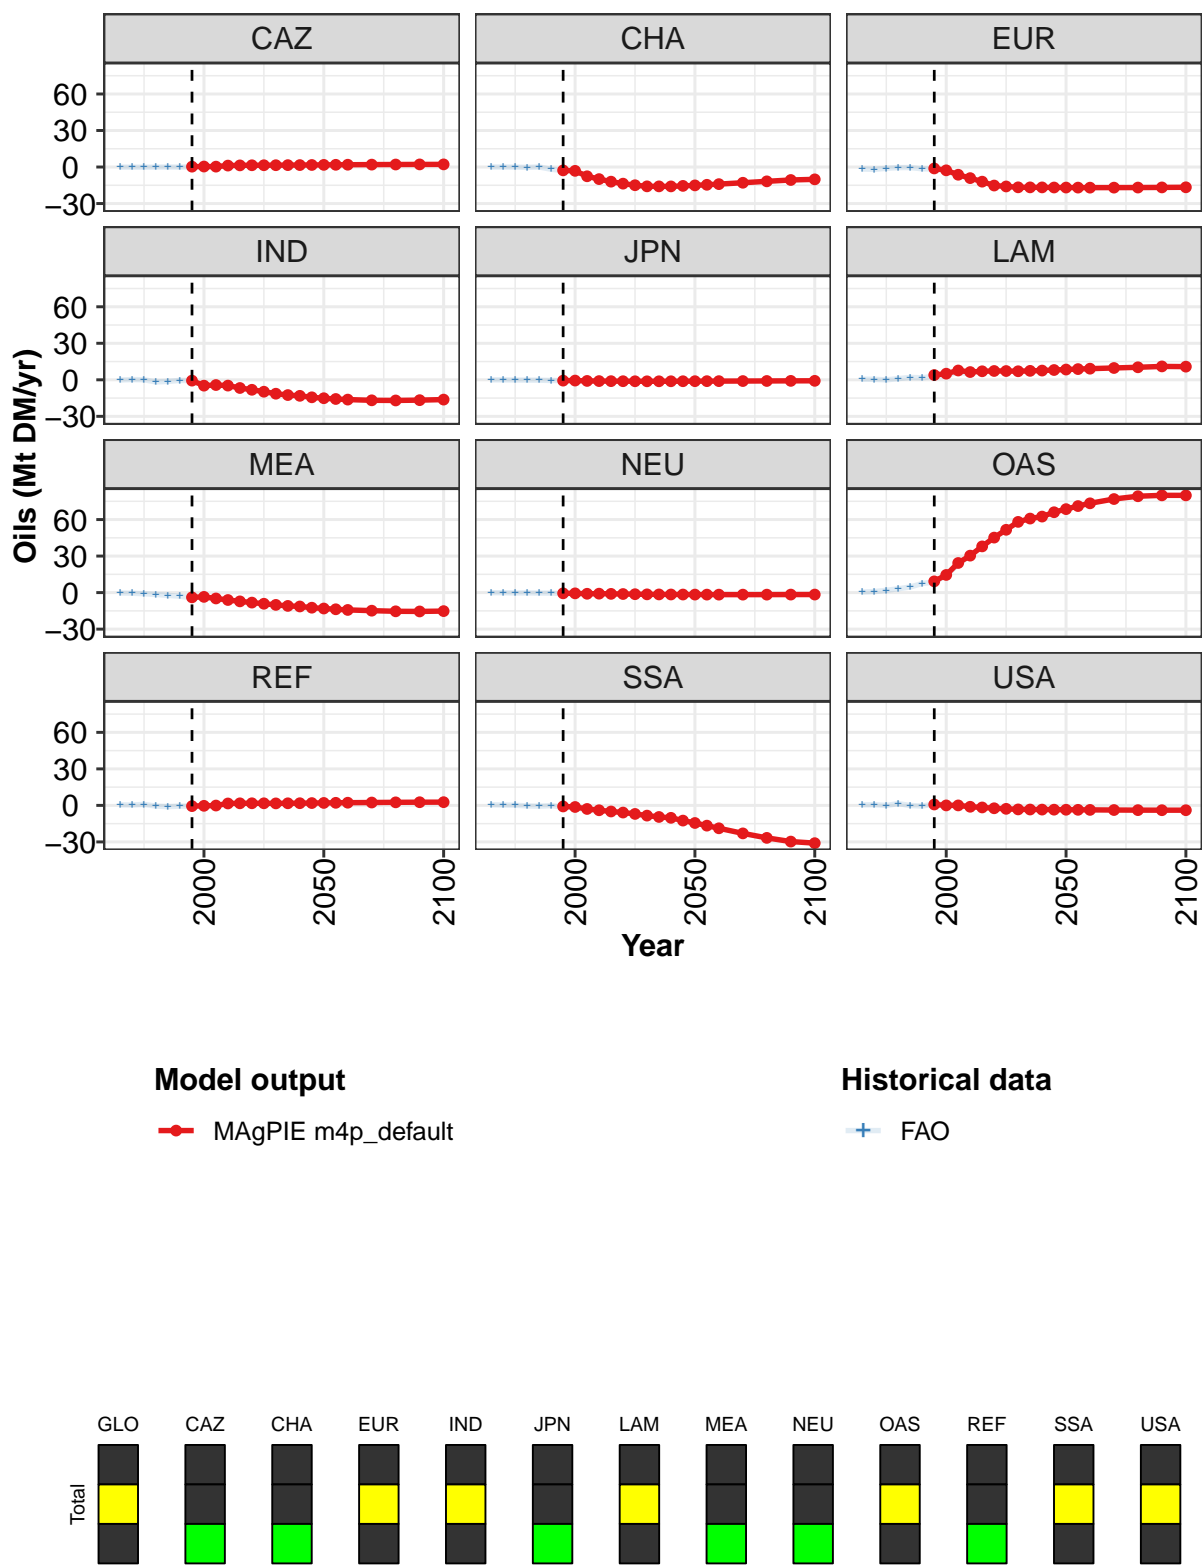 CAZ CHA EUR
60
30
0
−30
IND JPN LAM
60
30
0
−30
MEA NEU OAS
60
30
0
−30
REF SSA USA
60
30
0
−30
2000 2050 2100 2000 2050 2100 2000 2050 2100
Oils (Mt DM/yr)
Year
Model output Historical data
MAgPIE m4p_default FAO
GLO CAZ CHA EUR IND JPN LAM MEA NEU OAS REF SSA USA
Total